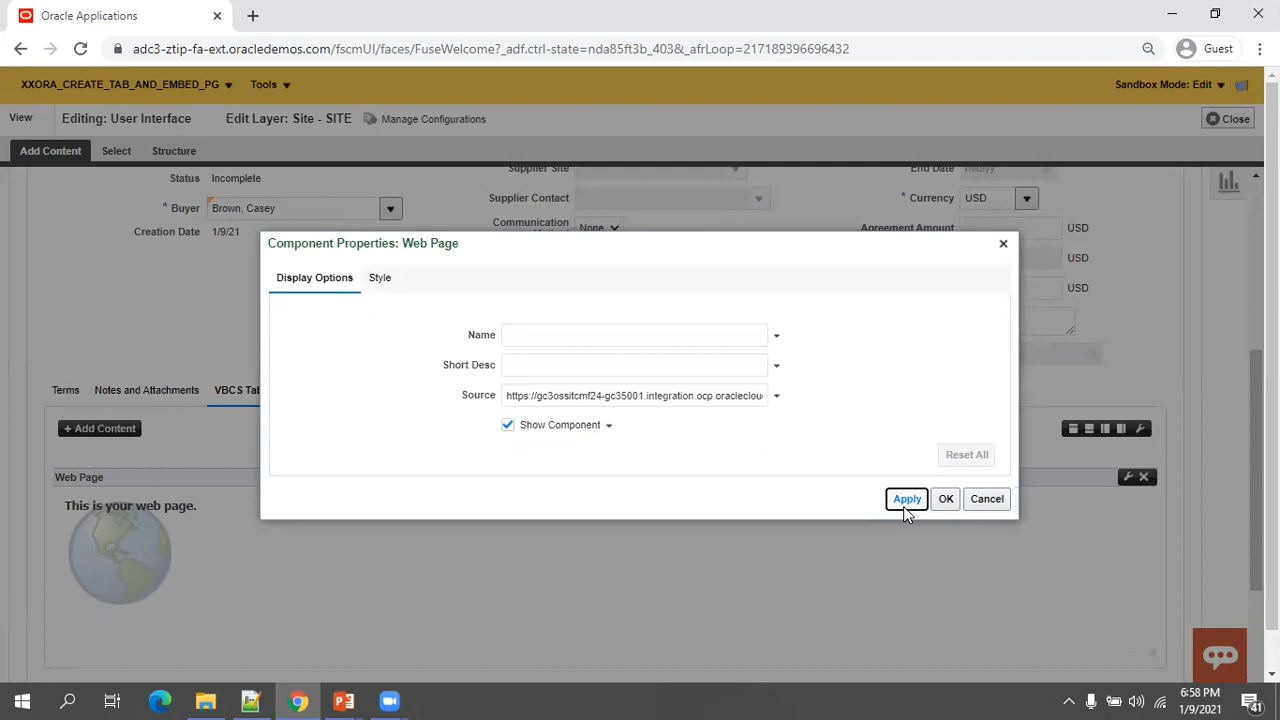 Oracle Applications
adc3-ztip-fa-ext.oracledemos.com/fscmUI/faces/FuseWelcome?_adf.ctrl-state=nda85ft3b_403&_afrLoop=217189396696432
Guest
XXORA_CREATE_TAB_AND_EMBED_PG Tools Sandbox Mode: Edit
View Editing: User Interface Edit Layer: Site - SITE Manage Configurations Close
Add Content Select Structure
Supplier Site End Date
Status Incomplete
Supplier Contact * Currency USD
* Buyer Brown, Casey
Communication None Agreement Amount USD
Creation Date 1/9/21
Component Properties: Web Page
USD
Display Options Style
USD
Name
Short Desc
Source https://gc3ossitcmf24-gc35001.integration.ocp.oracleclou
Show Component
Terms Notes and Attachments VBCS Ta
+ Add Content
Reset All
Web Page
Apply OK Cancel
This is your web page.
6:58 PM
1/9/2021
41